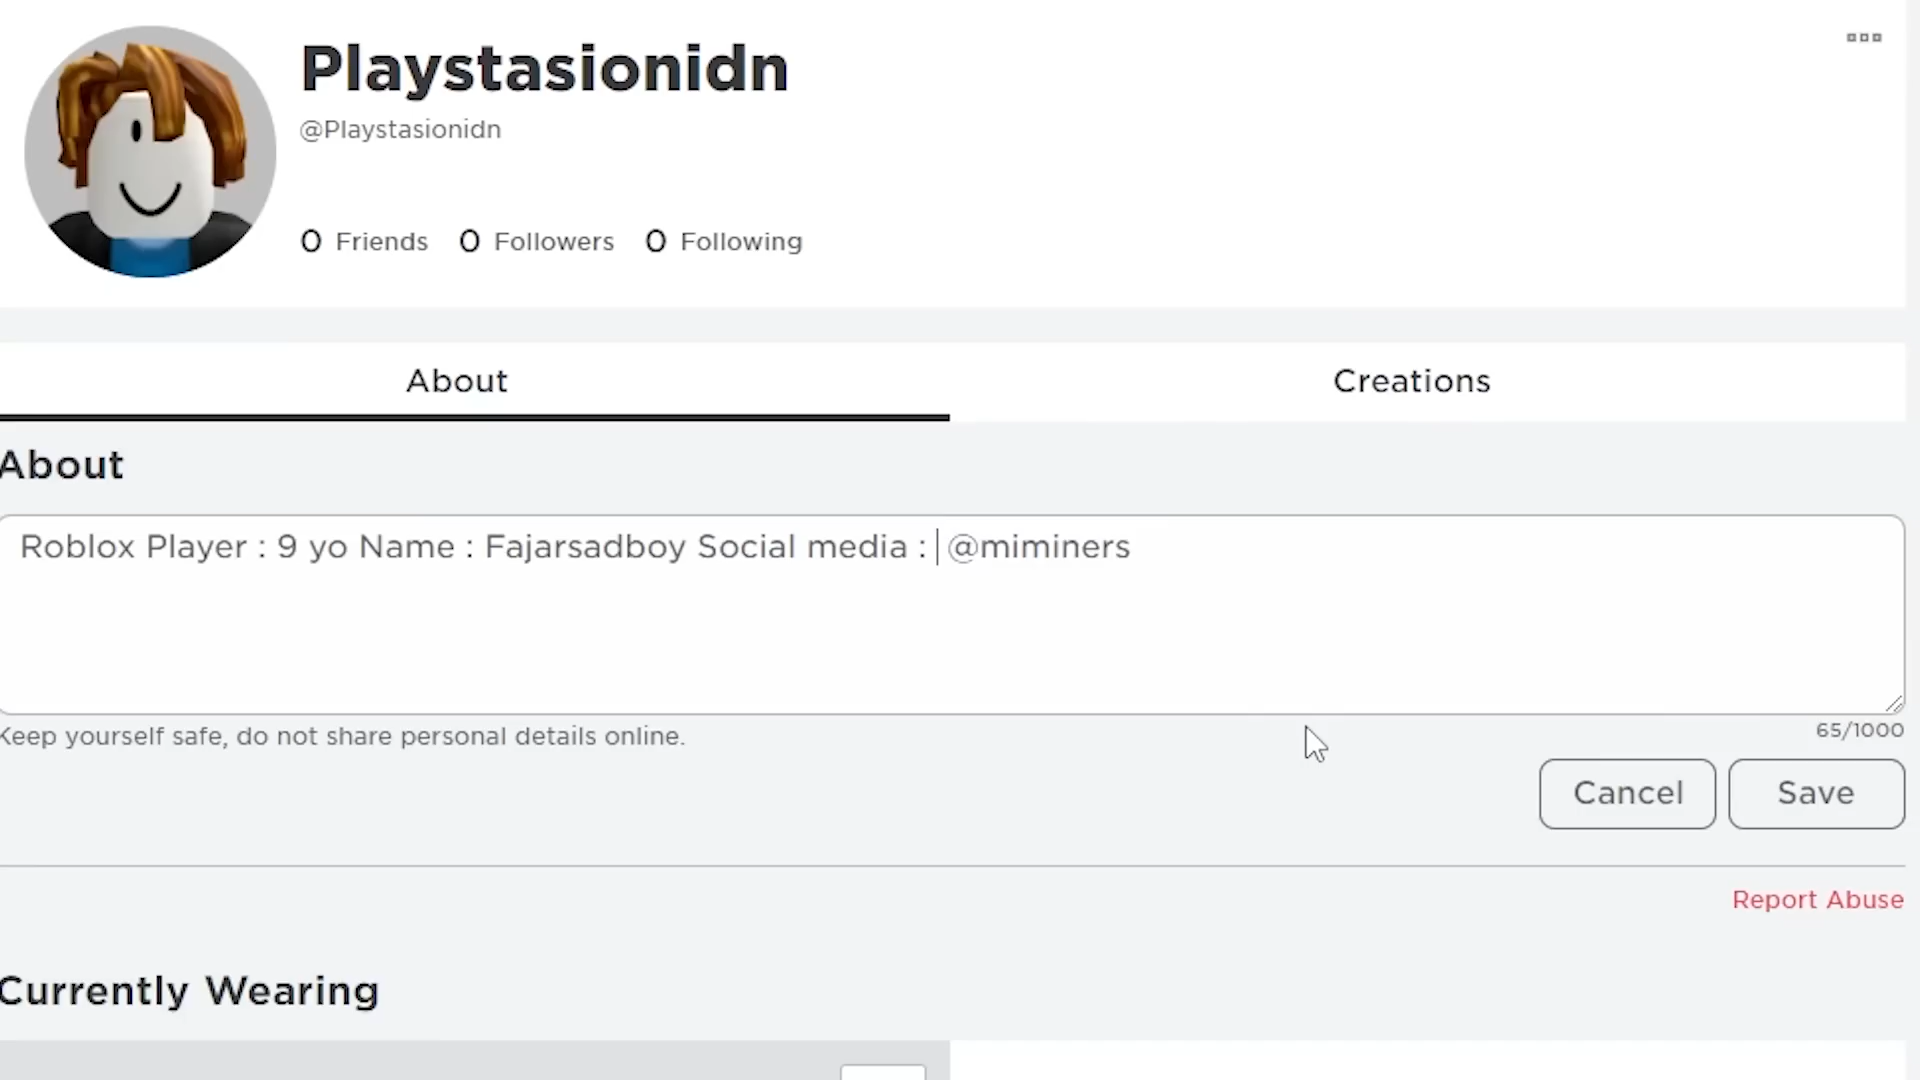 Playstasionidn
@Playstasionidn
0 Friends 0 Followers 0 Following
About Creations
About
Roblox Player : 9 yo Name : Fajarsadboy Social media : @miminers
Keep yourself safe, do not share personal details online.
65/1000
Cancel Save
Report Abuse
Currently Wearing